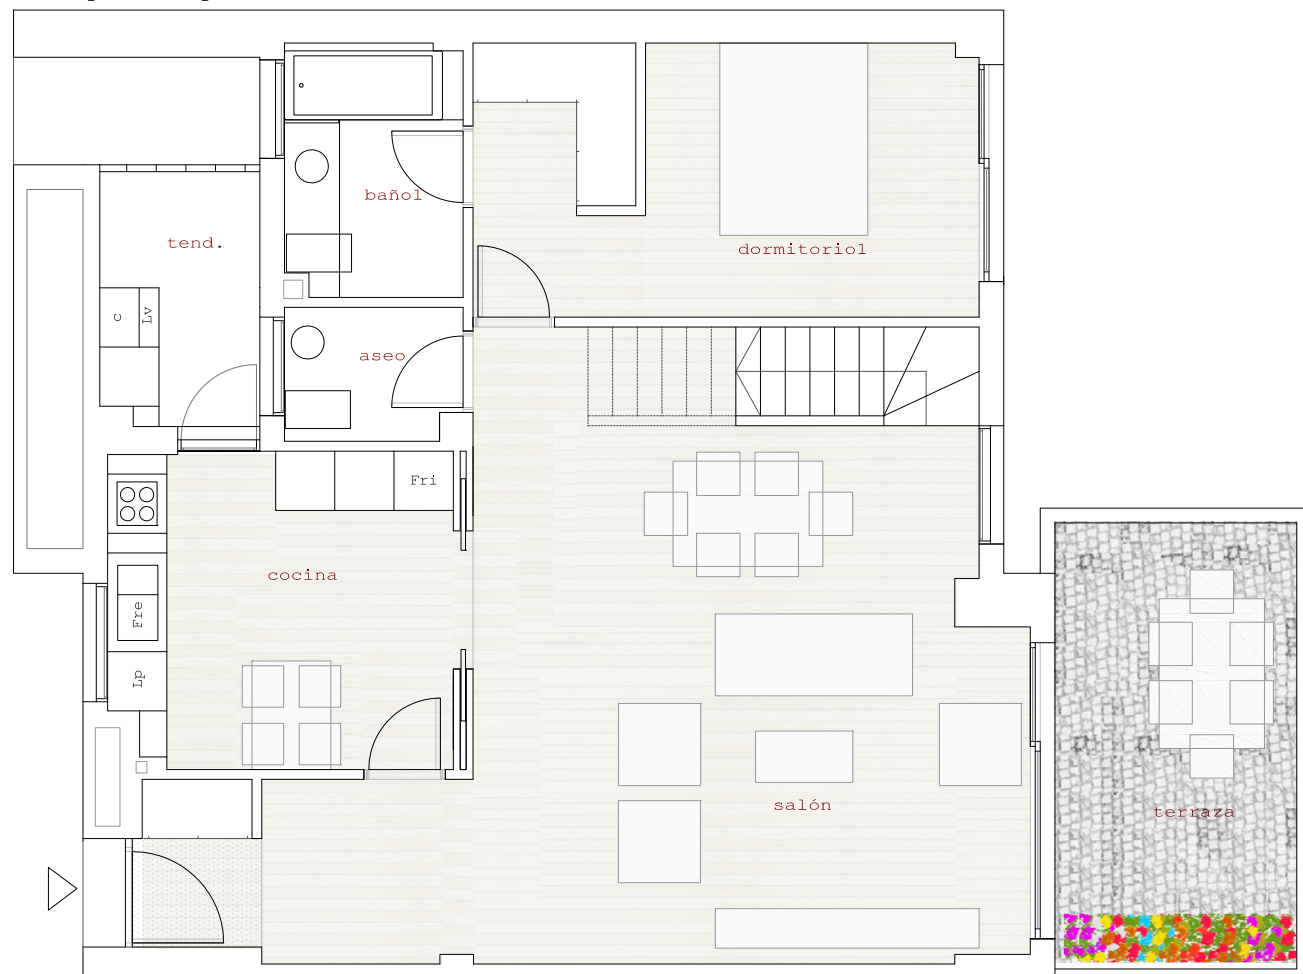 baño1
tend.
dormitorio1
c
Lv
aseo
Fri
cocina
Fre
Lp
salón
terraza